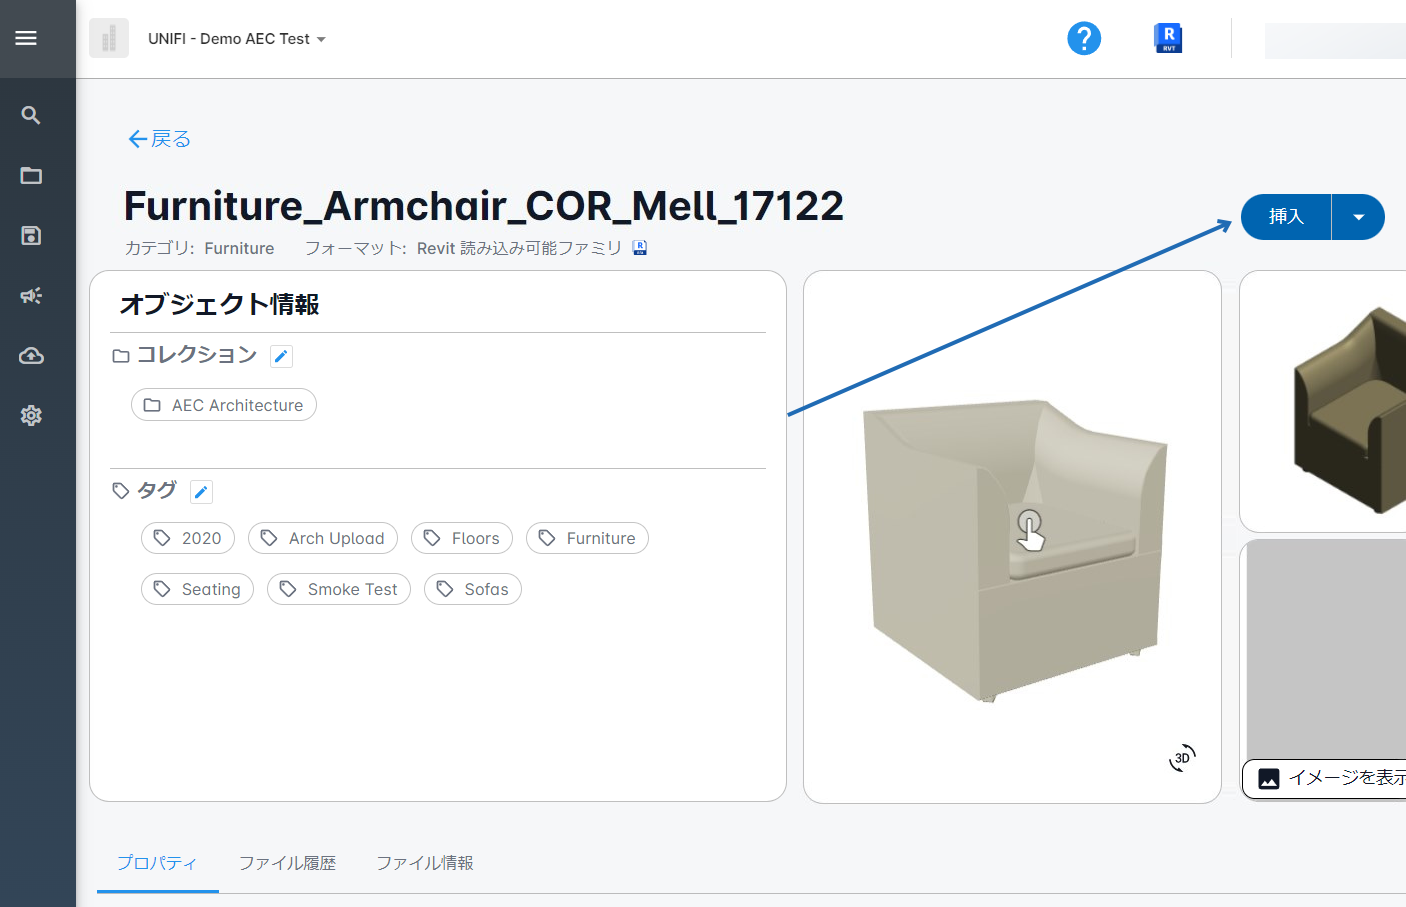 UNIFI - Demo AEC Test
?
R
RVT
戻る
Furniture_Armchair_COR_Mell_17122
挿入
カテゴリ: Furniture フォーマット: Revit 読み込み可能ファミリ
オブジェクト情報
コレクション
AEC Architecture
タグ
2020 Arch Upload Floors Furniture
Seating Smoke Test Sofas
3D
イメージを表示
プロパティ ファイル履歴 ファイル情報